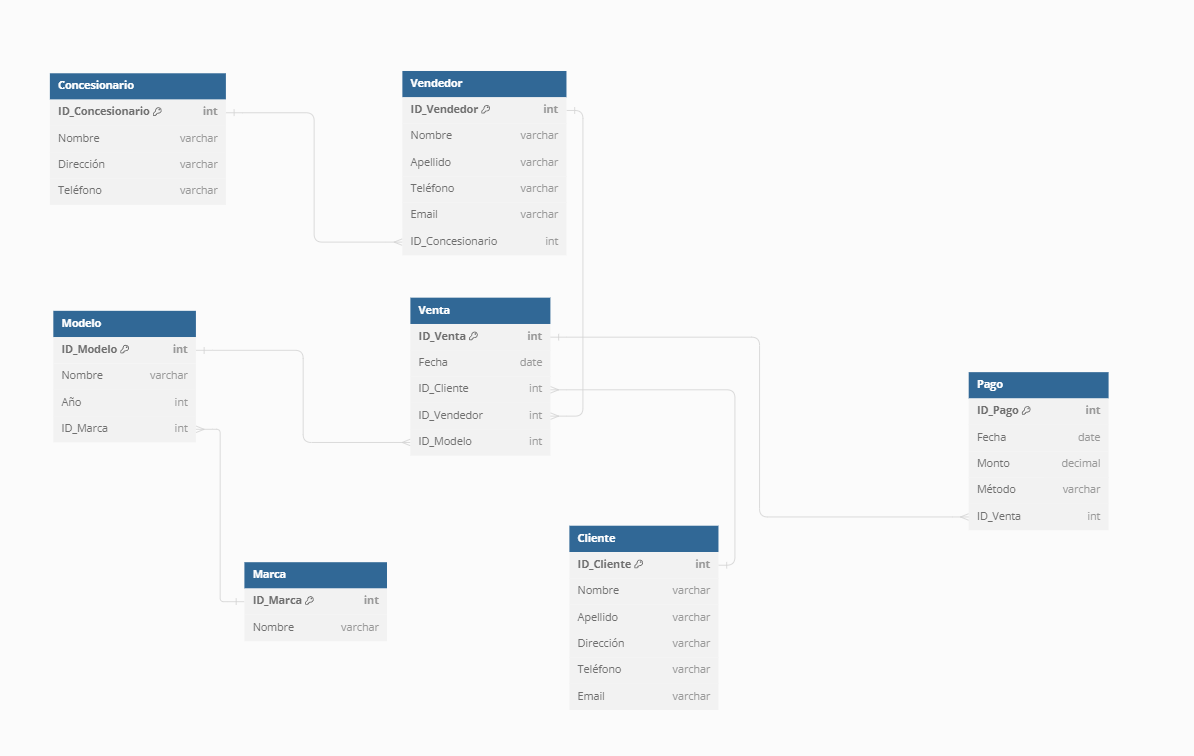 Concesionario
ID_Concesionario int
Nombre varchar
Dirección varchar
Teléfono varchar
Vendedor
ID_Vendedor int
Nombre varchar
Apellido varchar
Teléfono varchar
Email varchar
ID_Concesionario int
Modelo
ID_Modelo int
Nombre varchar
Año int
ID_Marca int
Venta
ID_Venta int
Fecha date
ID_Cliente int
ID_Vendedor int
ID_Modelo int
Pago
ID_Pago int
Fecha date
Monto decimal
Método varchar
ID_Venta int
Marca
ID_Marca int
Nombre varchar
Cliente
ID_Cliente int
Nombre varchar
Apellido varchar
Dirección varchar
Teléfono varchar
Email varchar